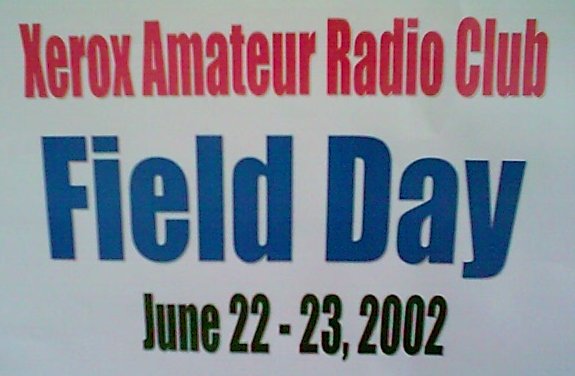 Xerox Amateur Radio Club
Field Day
June 22 - 23, 2002